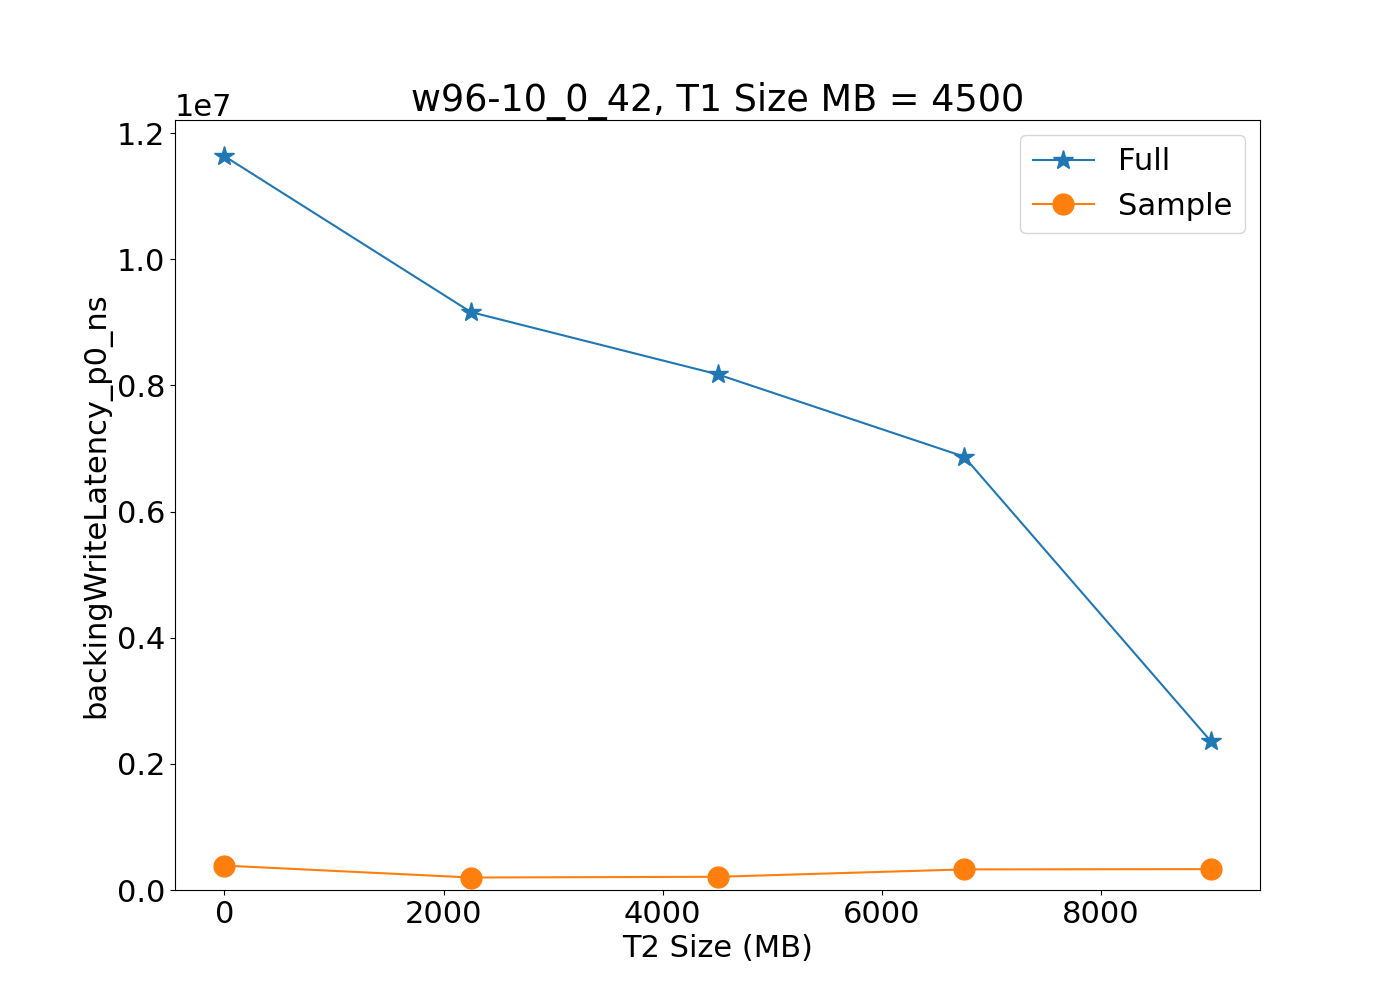 w96-10_0_42, T1 Size MB = 4500
1e7
1.2
1.0
0.8
0.6
0.4
0.2
0.0
backingWriteLatency_p0_ns
Full
Sample
0 2000 4000 6000 8000
T2 Size (MB)